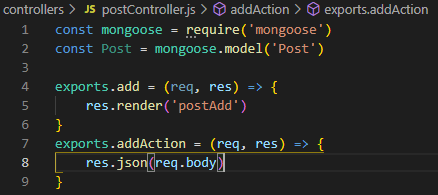 controllers > JS postController.js > addAction > exports.addAction
1 const mongoose = require('mongoose')
2 const Post = mongoose.model('Post')
3
4 exports.add = (req, res) => {
5     res.render('postAdd')
6 }
7 exports.addAction = (req, res) => {
8     res.json(req.body)
9 }